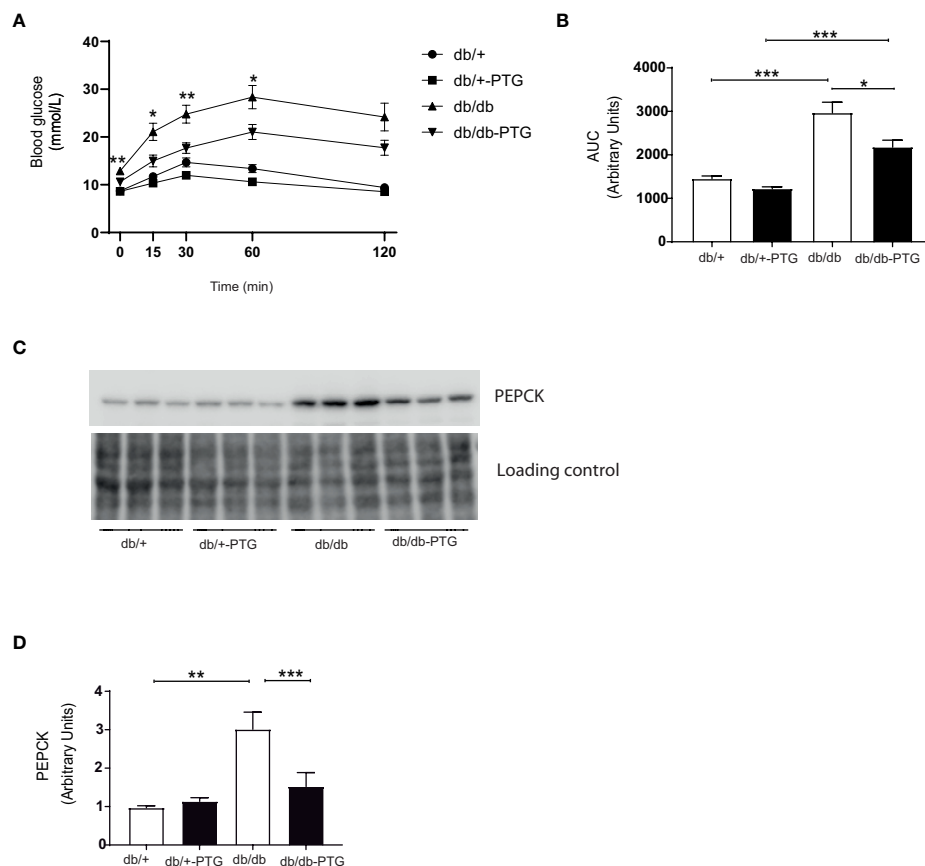 A
40
30
20
10
0
Blood glucose
(mmol/L)
**
*
**
*
0 15 30 60 120
Time (min)
db/+
db/+-PTG
db/db
db/db-PTG
B
***
***
*
4000
3000
2000
1000
0
AUC
(Arbitrary Units)
db/+ db/+-PTG db/db db/db-PTG
C
PEPCK
Loading control
db/+ db/+-PTG db/db db/db-PTG
D
** ***
4
3
2
1
0
PEPCK
(Arbitrary Units)
db/+ db/+-PTG db/db db/db-PTG